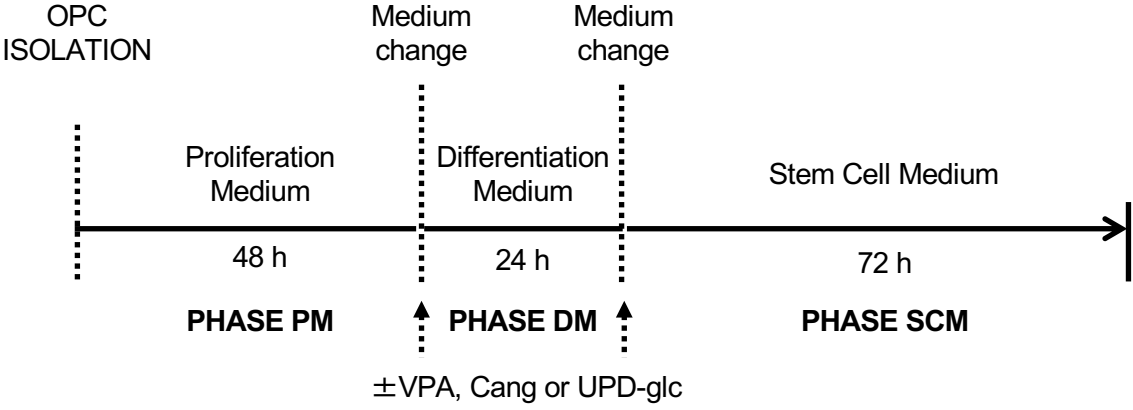 OPC
ISOLATION
Medium
change
Medium
change
Proliferation
Medium
Differentiation
Medium
Stem Cell Medium
48 h
24 h
72 h
PHASE PM
PHASE DM
PHASE SCM
±VPA, Cang or UPD-glc